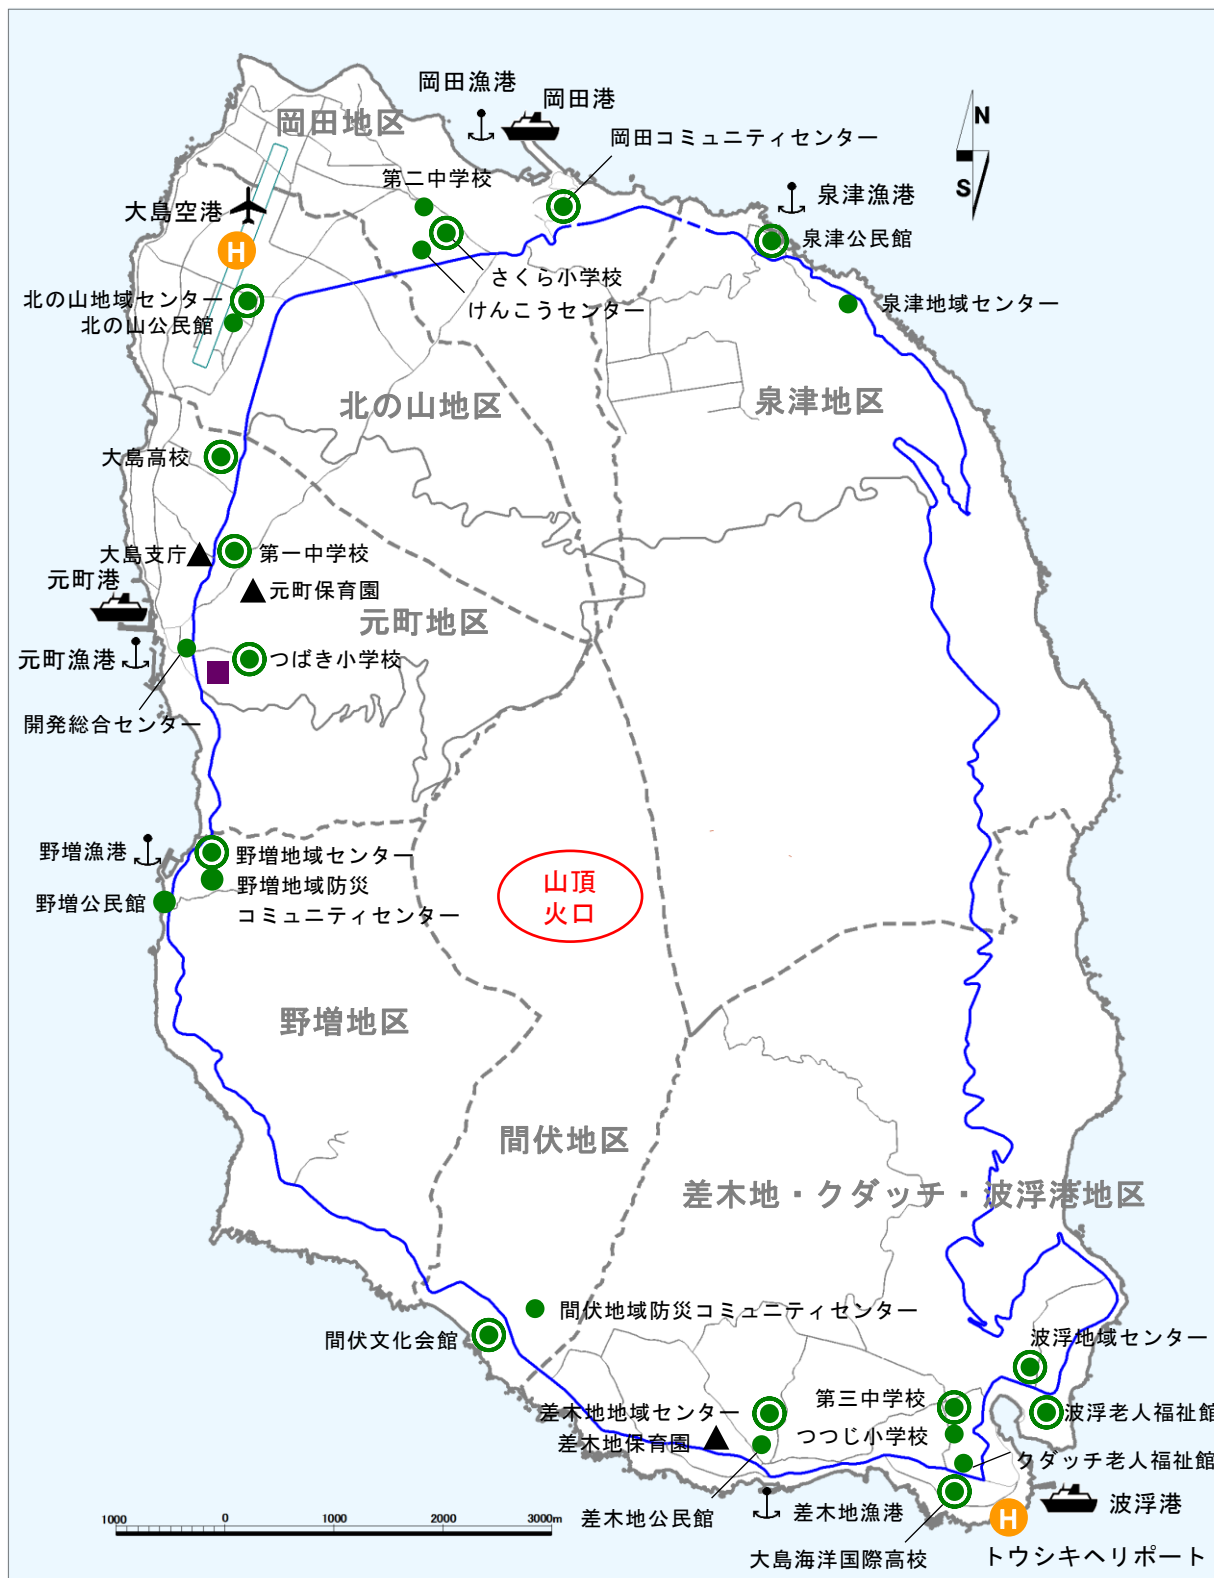 岡田漁港
岡田港
岡田地区
岡田コミュニティセンター
N
S
第二中学校
泉津漁港
大島空港
泉津公民館
H
さくら小学校
北の山地域センター
けんこうセンター
泉津地域センター
北の山公民館
北の山地区
泉津地区
大島高校
大島支庁
第一中学校
元町港
元町保育園
元町地区
元町漁港
つばき小学校
開発総合センター
野増漁港
野増地域センター
野増地域防災
コミュニティセンター
野増公民館
山頂
火口
野増地区
間伏地区
差木地・クダッチ・波浮港地区
間伏地域防災コミュニティセンター
間伏文化会館
波浮地域センター
差木地地域センター
第三中学校
波浮老人福祉館
差木地保育園
つつじ小学校
クダッチ老人福祉館
差木地公民館
差木地漁港
波浮港
H
大島海洋国際高校
トウシキヘリポート
1000 0 1000 2000 3000m